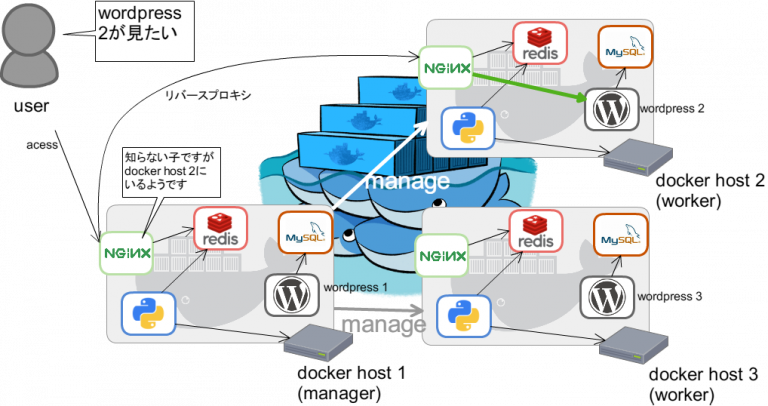 wordpress
2が見たい
user
acess
リバースプロキシ
知らない子ですが
docker host 2に
いるようです
NGINX
redis
MySQL
wordpress 2
manage
docker host 2
(worker)
NGINX
redis
MySQL
wordpress 1
manage
docker host 1
(manager)
NGINX
redis
MySQL
wordpress 3
docker host 3
(worker)